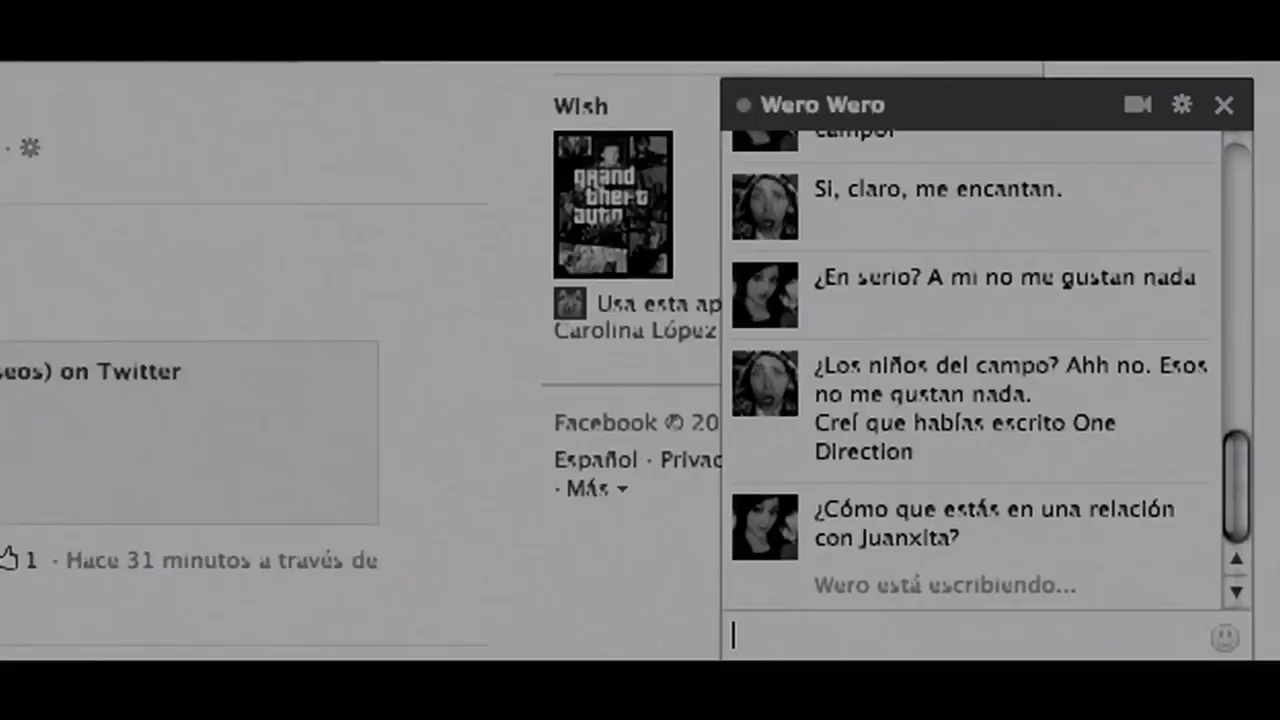 Wish
grand
theft
auto
Usa esta ap
Carolina López
seos) on Twitter
1 · Hace 31 minutos a través de
Facebook © 20
Español · Privac
· Más
Wero Wero
campo?
Si, claro, me encantan.
¿En serio? A mi no me gustan nada
¿Los niños del campo? Ahh no. Esos
no me gustan nada.
Creí que habías escrito One
Direction
¿Cómo que estás en una relación
con Juanxita?
Wero está escribiendo...